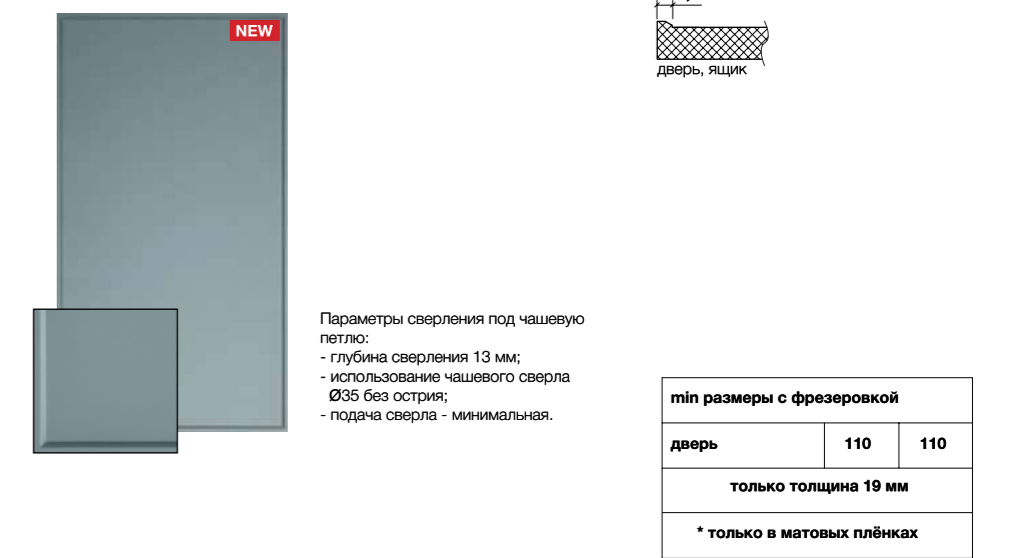 NEW
дверь, ящик
Параметры сверления под чашевую
петлю:
- глубина сверления 13 мм;
- использование чашевого сверла
Ø35 без острия;
- подача сверла - минимальная.
min размеры с фрезеровкой
дверь 110 110
только толщина 19 мм
* только в матовых плёнках